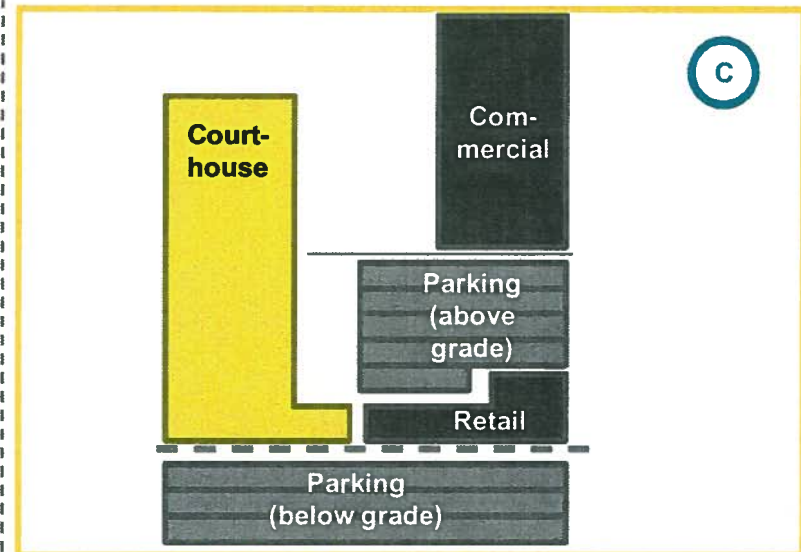 C
Com-
mercial
Court-
house
Parking
(above
grade)
Retail
Parking
(below grade)